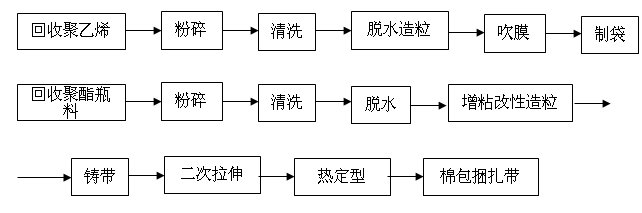 回收聚乙烯 粉碎 清洗 脱水造粒 吹膜 制袋
回收聚酯瓶料 粉碎 清洗 脱水 增粘改性造粒
铸带 二次拉伸 热定型 棉包捆扎带